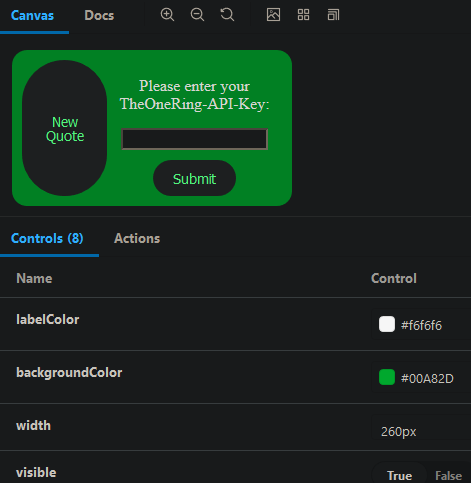 Canvas Docs
Please enter your
TheOneRing-API-Key:
New
Quote
Submit
Controls (8) Actions
Name Control
labelColor #f6f6f6
backgroundColor #00A82D
width 260px
visible True False